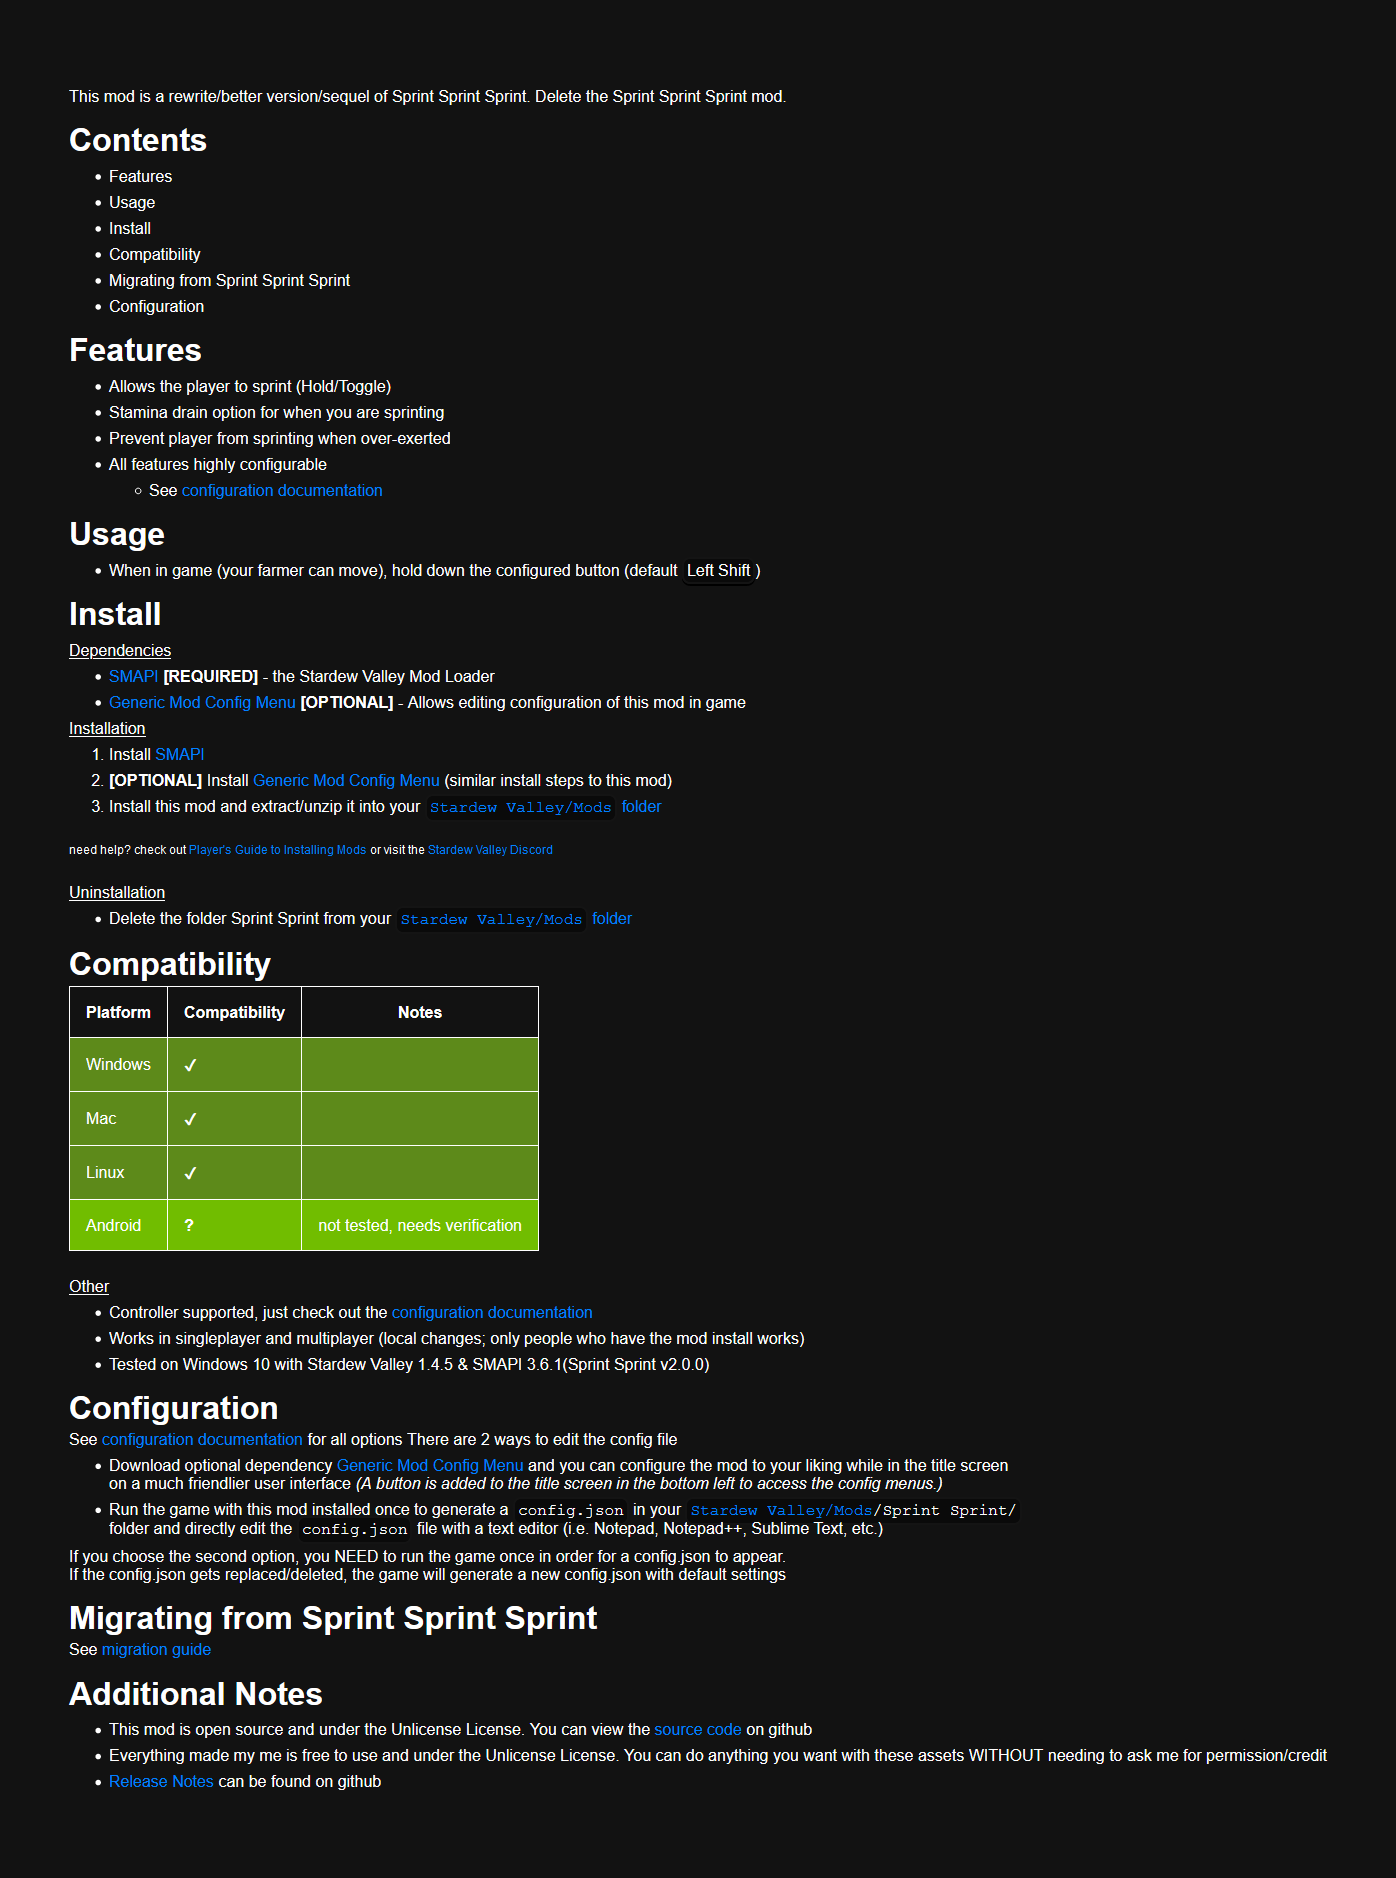 This mod is a rewrite/better version/sequel of Sprint Sprint Sprint. Delete the Sprint Sprint Sprint mod.
Contents
• Features
• Usage
• Install
• Compatibility
• Migrating from Sprint Sprint Sprint
• Configuration
Features
• Allows the player to sprint (Hold/Toggle)
• Stamina drain option for when you are sprinting
• Prevent player from sprinting when over-exerted
• All features highly configurable
◦ See configuration documentation
Usage
• When in game (your farmer can move), hold down the configured button (default Left Shift )
Install
Dependencies
• SMAPI [REQUIRED] - the Stardew Valley Mod Loader
• Generic Mod Config Menu [OPTIONAL] - Allows editing configuration of this mod in game
Installation
1. Install SMAPI
2. [OPTIONAL] Install Generic Mod Config Menu (similar install steps to this mod)
3. Install this mod and extract/unzip it into your Stardew Valley/Mods folder
need help? check out Player's Guide to Installing Mods or visit the Stardew Valley Discord
Uninstallation
• Delete the folder Sprint Sprint from your Stardew Valley/Mods folder
Compatibility
Platform Compatibility Notes
Windows ✓
Mac ✓
Linux ✓
Android ? not tested, needs verification
Other
• Controller supported, just check out the configuration documentation
• Works in singleplayer and multiplayer (local changes; only people who have the mod install works)
• Tested on Windows 10 with Stardew Valley 1.4.5 & SMAPI 3.6.1(Sprint Sprint v2.0.0)
Configuration
See configuration documentation for all options There are 2 ways to edit the config file
• Download optional dependency Generic Mod Config Menu and you can configure the mod to your liking while in the title screen
on a much friendlier user interface (A button is added to the title screen in the bottom left to access the config menus.)
• Run the game with this mod installed once to generate a config.json in your Stardew Valley/Mods/Sprint Sprint/
folder and directly edit the config.json file with a text editor (i.e. Notepad, Notepad++, Sublime Text, etc.)
If you choose the second option, you NEED to run the game once in order for a config.json to appear.
If the config.json gets replaced/deleted, the game will generate a new config.json with default settings
Migrating from Sprint Sprint Sprint
See migration guide
Additional Notes
• This mod is open source and under the Unlicense License. You can view the source code on github
• Everything made my me is free to use and under the Unlicense License. You can do anything you want with these assets WITHOUT needing to ask me for permission/credit
• Release Notes can be found on github